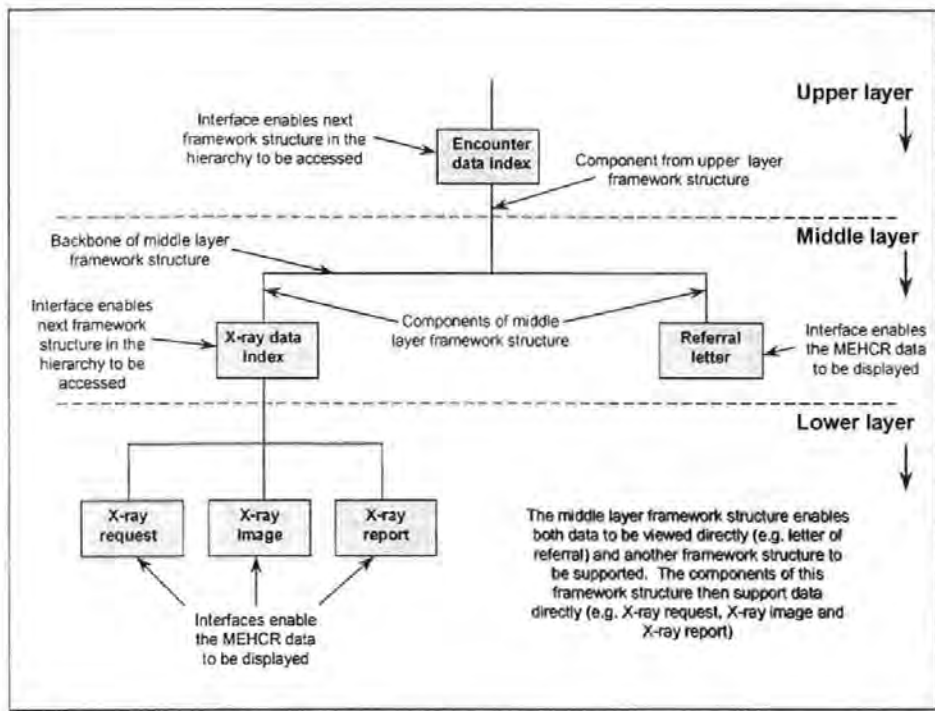 Upper layer
Interface enables next
framework structure in the
hierarchy to be accessed
Encounter
data index
Component from upper layer
framework structure
Middle layer
Backbone of middle layer
framework structure
Interface enables
next framework
structure in the
hierarchy to be
accessed
X-ray data
Index
Components of middle
layer framework structure
Referral
letter
Interface enables
the MEHCR data
to be displayed
Lower layer
X-ray
request
X-ray
Image
X-ray
report
The middle layer framework structure enables
both data to be viewed directly (e.g. letter of
referral) and another framework structure to
be supported. The components of this
framework structure then support data
directly (e.g. X-ray request, X-ray image and
X-ray report)
Interfaces enable
the MEHCR data
to be displayed